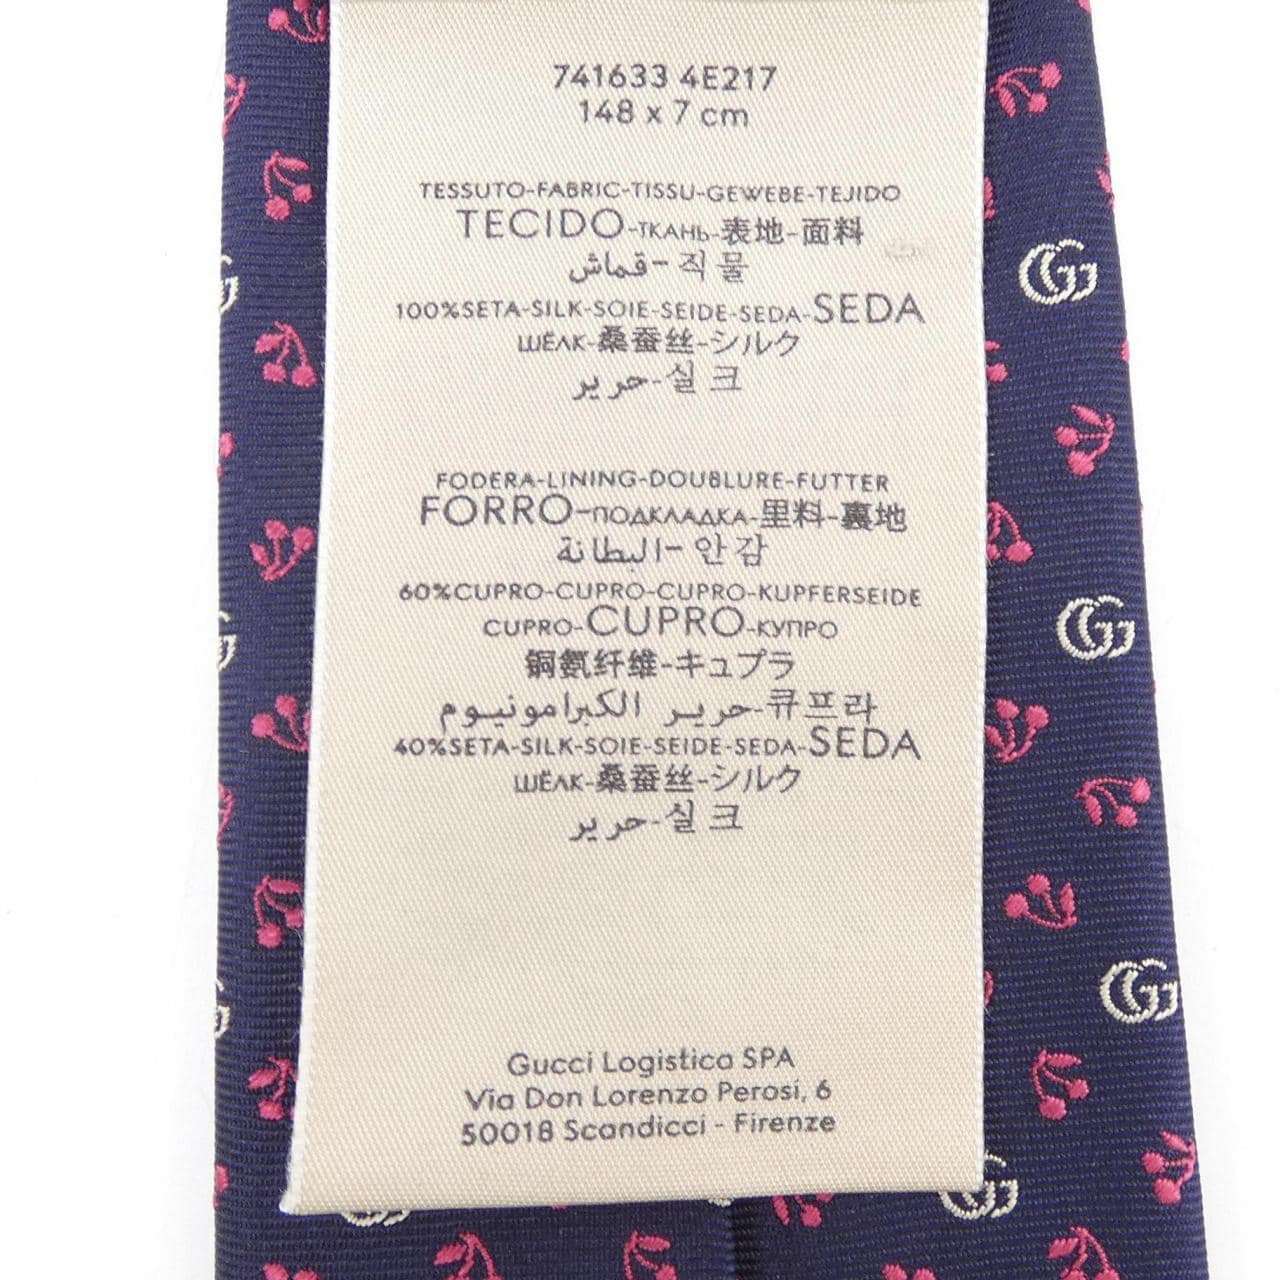 741633 4E217
148 x 7 cm
TESSUTO-FABRIC-TISSU-GEWEBE-TEJIDO
TECIDO-ТКАНЬ-表地-面料
قماش-직물
100%SETA-SILK-SOIE-SEIDE-SEDA-SEDA
ШЁЛК-桑蚕丝-シルク
حرير-실크
FODERA-LINING-DOUBLURE-FUTTER
FORRO-ПОДКЛАДКА-里料-裏地
البطانة-안감
60%CUPRO-CUPRO-CUPRO-KUPFERSEIDE
CUPRO-CUPRO-КУПРО
铜氨纤维-キュプラ
حرير الكبرامونيوم-큐프라
40%SETA-SILK-SOIE-SEIDE-SEDA-SEDA
ШЁЛК-桑蚕丝-シルク
حرير-실크
Gucci Logistica SPA
Via Don Lorenzo Perosi, 6
50018 Scandicci - Firenze